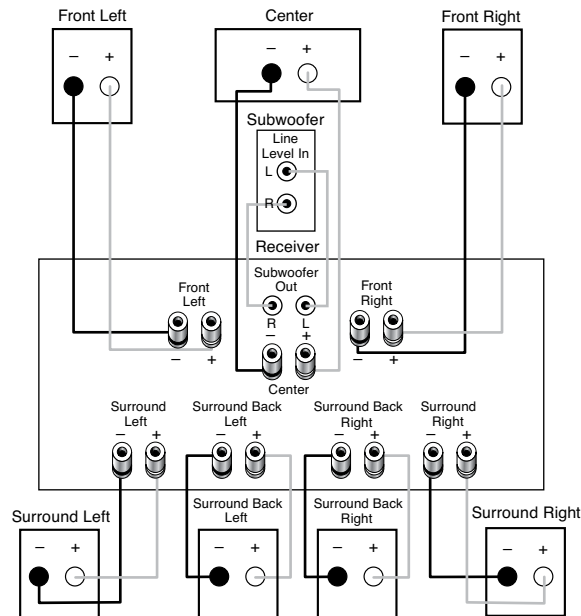 Front Left
Center
Front Right
− +
− +
− +
Subwoofer
Line
Level In
L
R
Receiver
Subwoofer
Out
R L
Front
Left
− +
Front
Right
− +
− +
Center
Surround
Left
− +
Surround Back
Left
− +
Surround Back
Right
− +
Surround
Right
− +
Surround Left
− +
Surround Back
Left
− +
Surround Back
Right
− +
Surround Right
− +